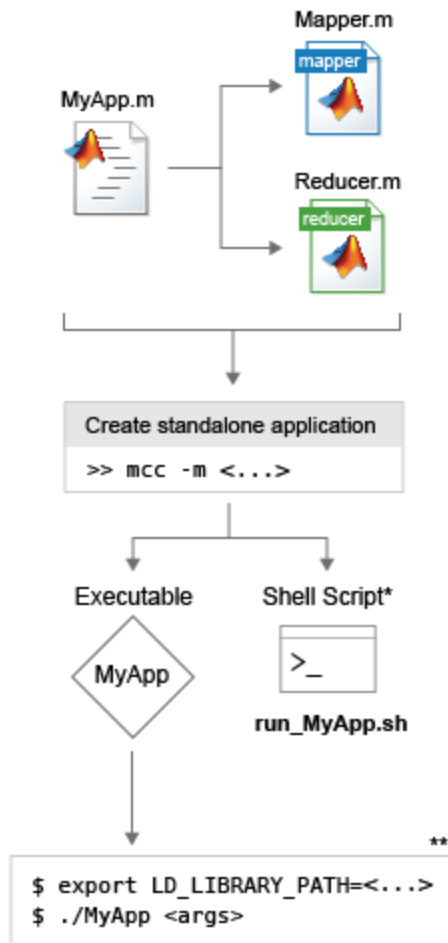 Mapper.m
mapper
MyApp.m
Reducer.m
reducer
Create standalone application
>> mcc -m <...>
Executable
Shell Script*
MyApp
>_
run_MyApp.sh
**
$ export LD_LIBRARY_PATH=<...>
$ ./MyApp <args>